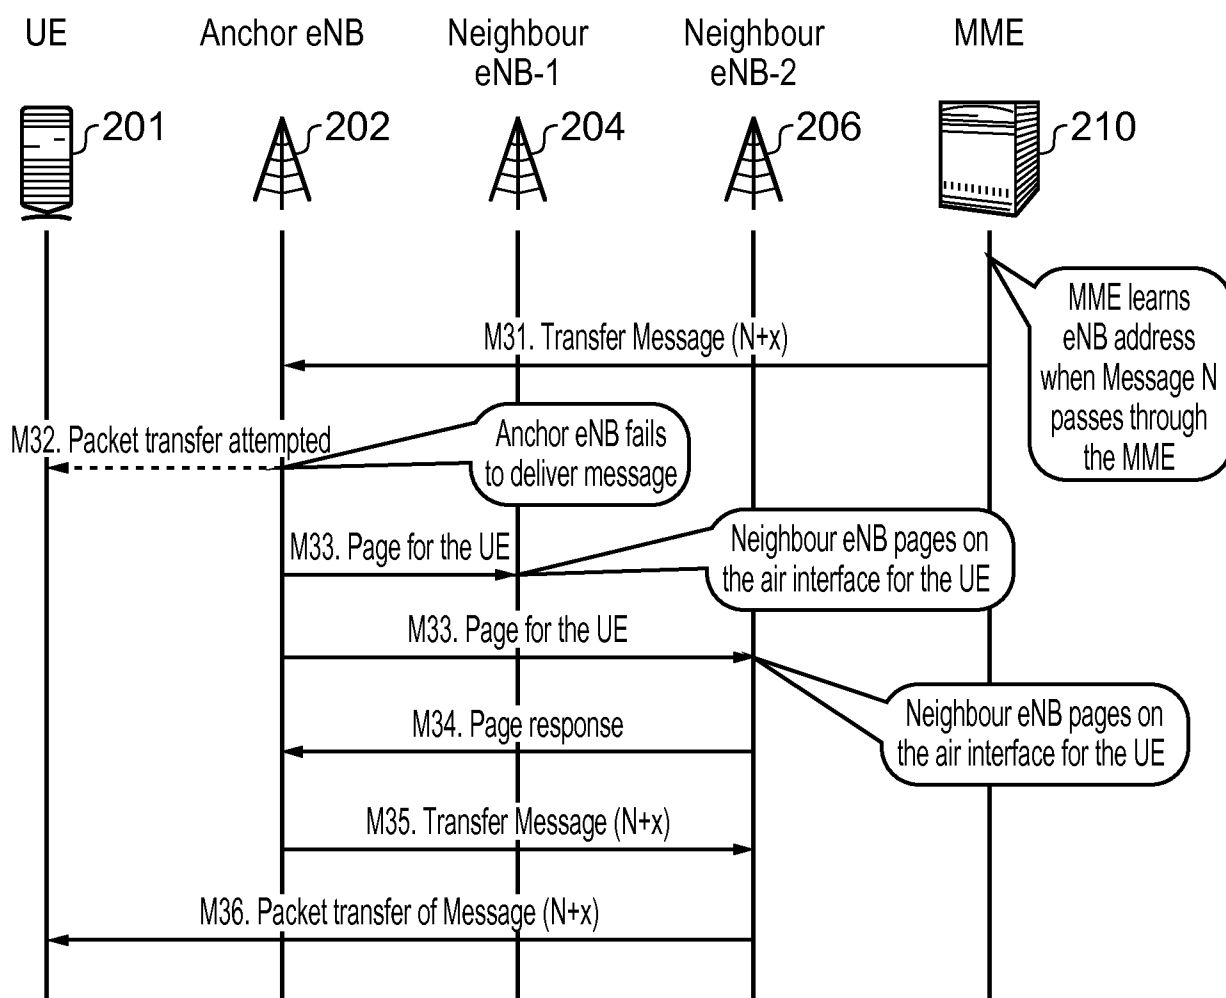 UE
Anchor eNB
Neighbour
eNB-1
Neighbour
eNB-2
MME
201
202
204
206
210
MME learns
eNB address
when Message N
passes through
the MME
M31. Transfer Message (N+x)
M32. Packet transfer attempted
Anchor eNB fails
to deliver message
M33. Page for the UE
Neighbour eNB pages on
the air interface for the UE
M33. Page for the UE
Neighbour eNB pages on
the air interface for the UE
M34. Page response
M35. Transfer Message (N+x)
M36. Packet transfer of Message (N+x)